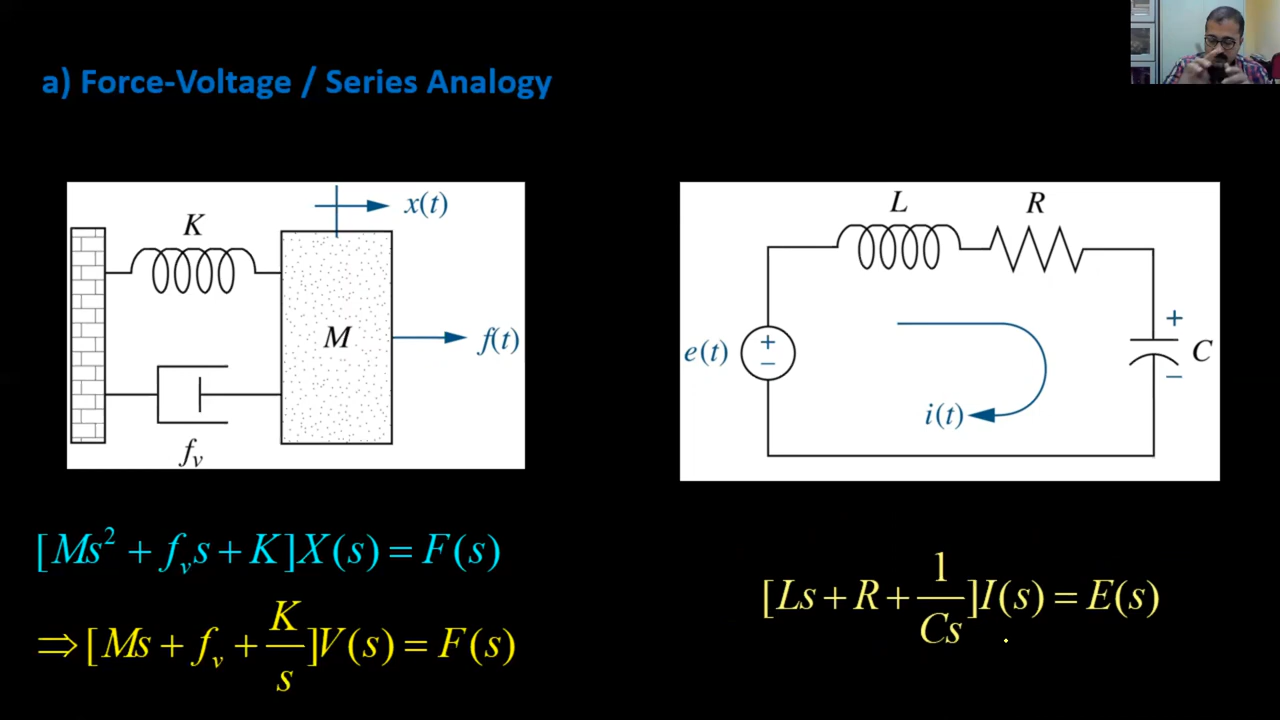 a) Force-Voltage / Series Analogy
x(t)
K
M
f(t)
f_v
L
R
+
+
−
e(t)
C
−
i(t)
[Ms² + f_v s + K]X(s) = F(s)
⇒ [Ms + f_v + K/s]V(s) = F(s)
[Ls + R + 1/Cs]I(s) = E(s)